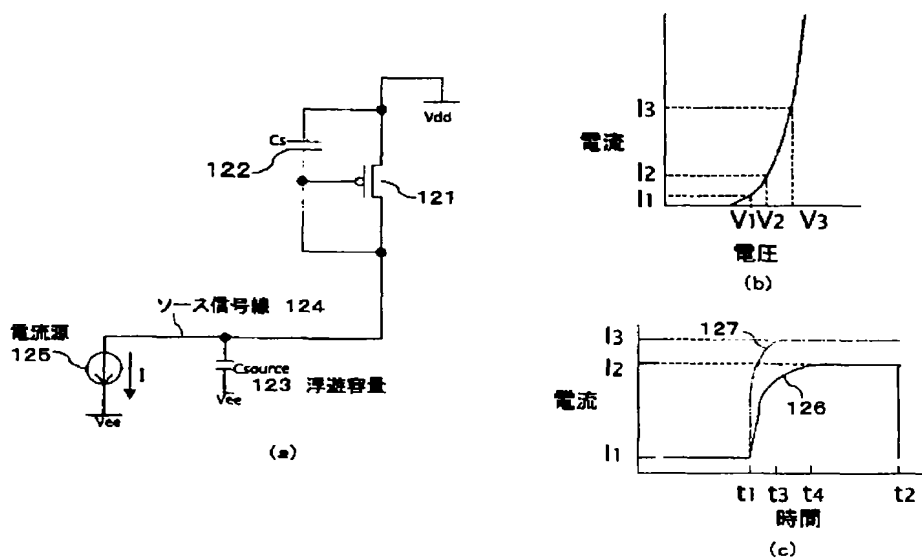 Vdd
Cs
122
121
ソース信号線 124
電流源
125
I
Csource
123 浮遊容量
Vee
Vee
(a)
I3
電流
I2
I1
V1 V2 V3
電圧
(b)
I3
127
I2
電流
126
I1
t1 t3 t4 t2
時間
(c)